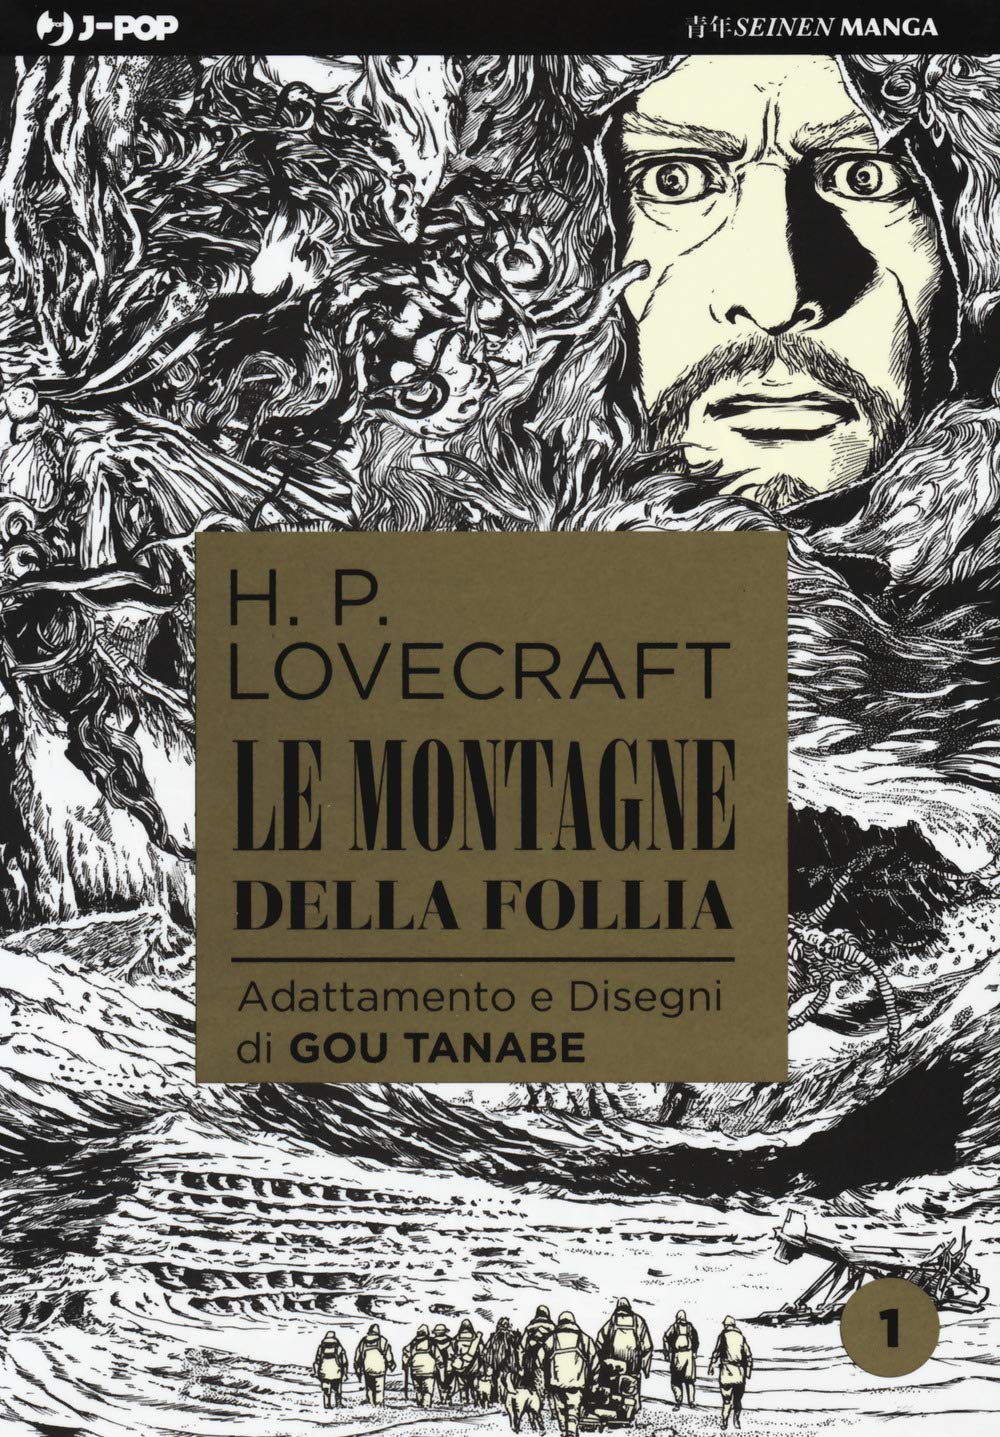 J-POP
青年SEINEN MANGA
H. P.
LOVECRAFT
LE MONTAGNE
DELLA FOLLIA
Adattamento e Disegni
di GOU TANABE
1